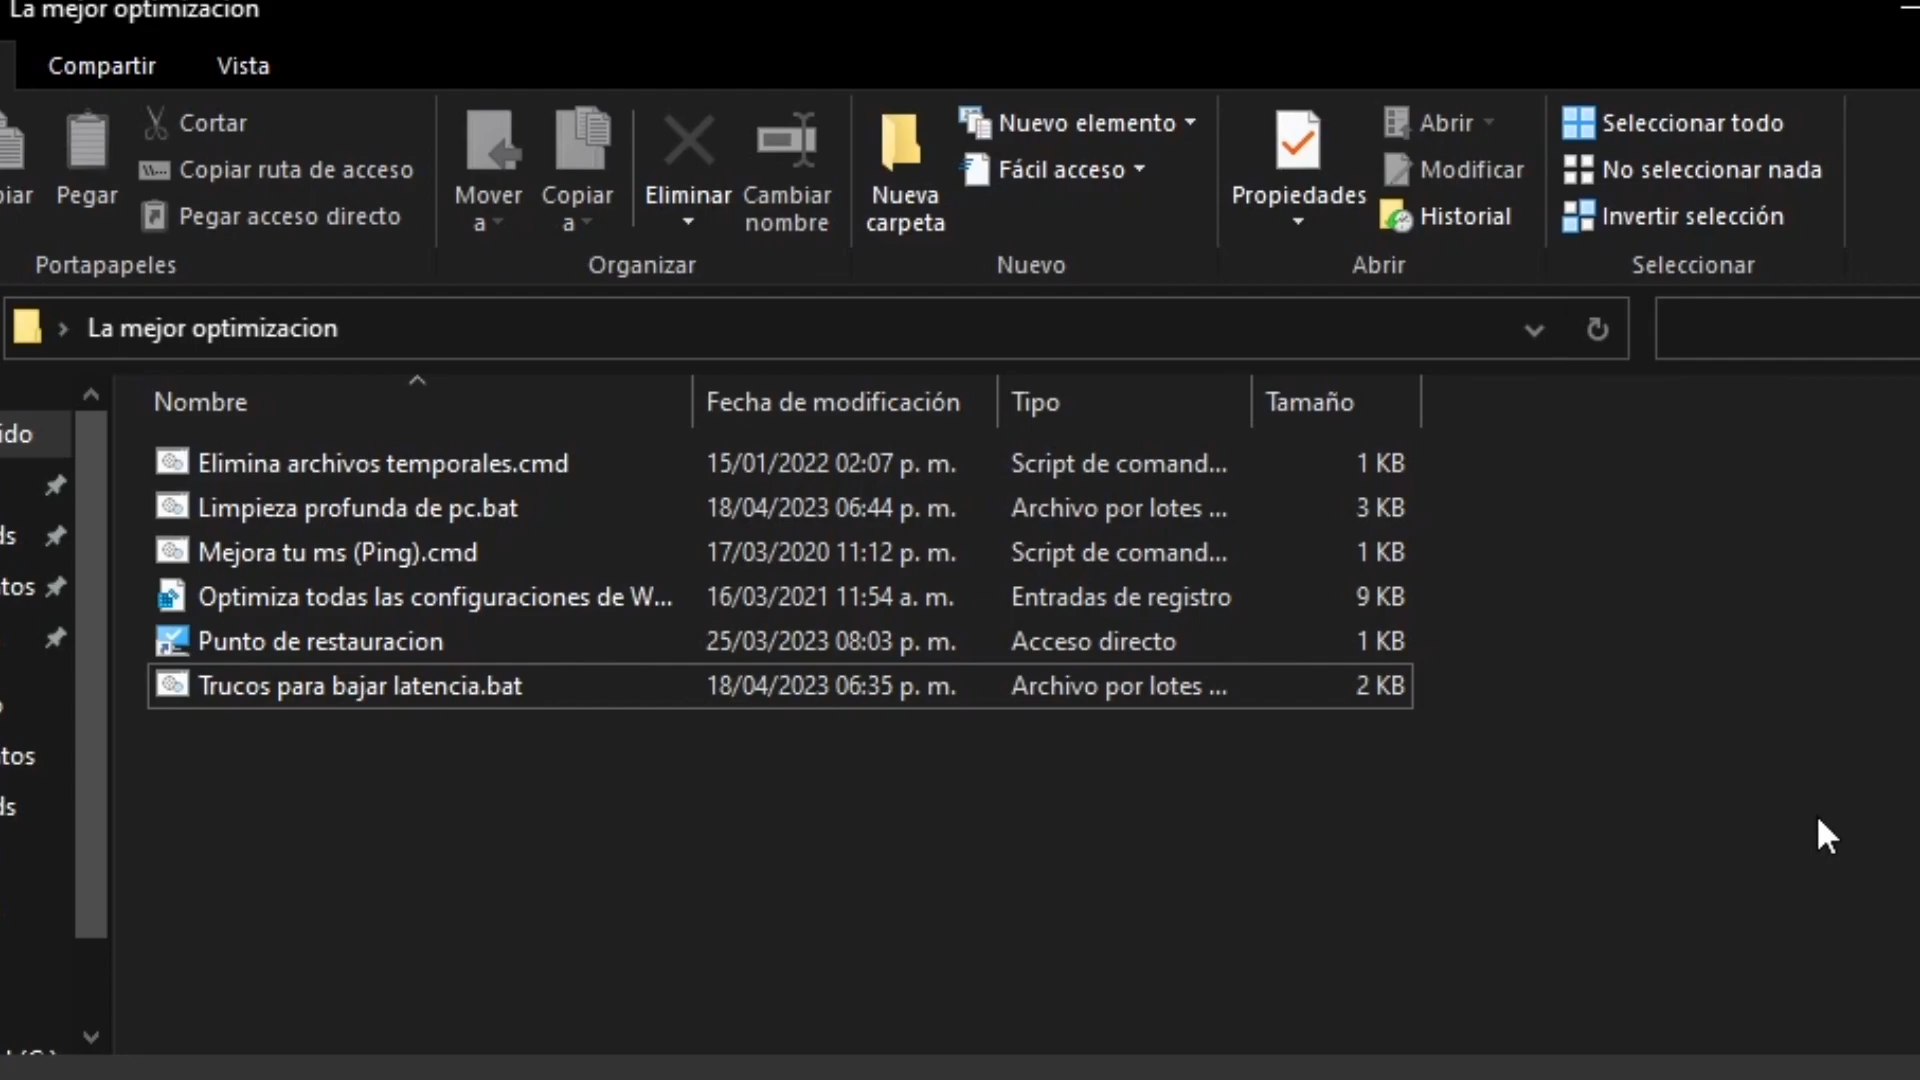 La mejor optimizacion
Compartir Vista
Pegar
Cortar
Copiar ruta de acceso
Pegar acceso directo
Portapapeles
Mover a
Copiar a
Eliminar
Cambiar nombre
Organizar
Nueva carpeta
Nuevo elemento
Fácil acceso
Nuevo
Propiedades
Abrir
Modificar
Historial
Abrir
Seleccionar todo
No seleccionar nada
Invertir selección
Seleccionar
La mejor optimizacion
Nombre Fecha de modificación Tipo Tamaño
Elimina archivos temporales.cmd 15/01/2022 02:07 p. m. Script de comand... 1 KB
Limpieza profunda de pc.bat 18/04/2023 06:44 p. m. Archivo por lotes ... 3 KB
Mejora tu ms (Ping).cmd 17/03/2020 11:12 p. m. Script de comand... 1 KB
Optimiza todas las configuraciones de W... 16/03/2021 11:54 a. m. Entradas de registro 9 KB
Punto de restauracion 25/03/2023 08:03 p. m. Acceso directo 1 KB
Trucos para bajar latencia.bat 18/04/2023 06:35 p. m. Archivo por lotes ... 2 KB